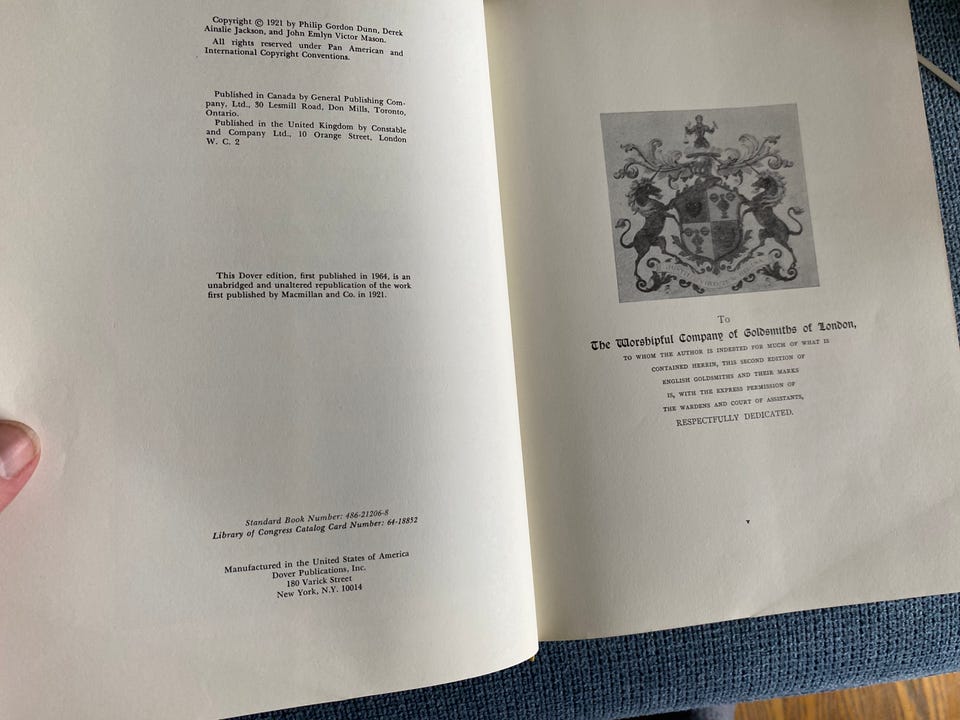 Copyright © 1921 by Philip Gordon Dunn, Derek
Ainslie Jackson, and John Emlyn Victor Mason.
All rights reserved under Pan American and
International Copyright Conventions.
Published in Canada by General Publishing Com-
pany, Ltd., 30 Lesmill Road, Don Mills, Toronto,
Ontario.
Published in the United Kingdom by Constable
and Company Ltd., 10 Orange Street, London
W. C. 2
This Dover edition, first published in 1964, is an
unabridged and unaltered republication of the work
first published by Macmillan and Co. in 1921.
Standard Book Number: 486-21206-8
Library of Congress Catalog Card Number: 64-18852
Manufactured in the United States of America
Dover Publications, Inc.
180 Varick Street
New York, N.Y. 10014
To
The Worshipful Company of Goldsmiths of London,
TO WHOM THE AUTHOR IS INDEBTED FOR MUCH OF WHAT IS
CONTAINED HEREIN, THIS SECOND EDITION OF
ENGLISH GOLDSMITHS AND THEIR MARKS
IS, WITH THE EXPRESS PERMISSION OF
THE WARDENS AND COURT OF ASSISTANTS,
RESPECTFULLY DEDICATED.
v